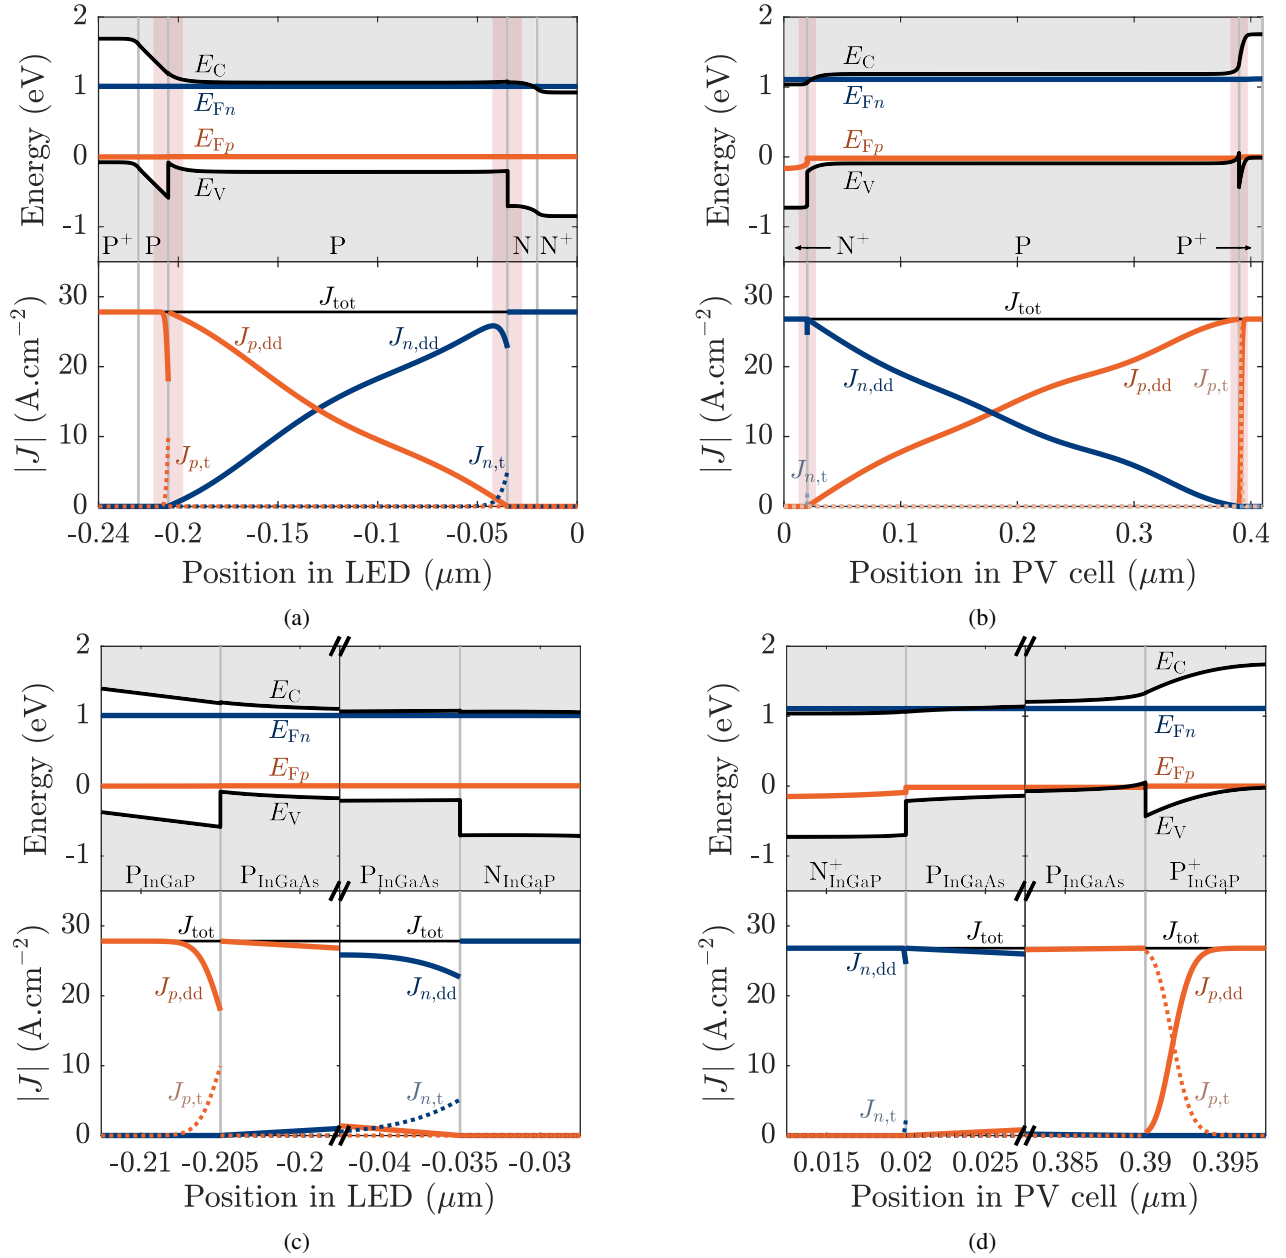 2
1
0
-1
Energy (eV)
E_C
E_Fn
E_Fp
E_V
P⁺ P P N N⁺
30
20
10
0
|J| (A.cm⁻²)
J_tot
J_p,dd
J_n,dd
J_p,t
J_n,t
-0.24 -0.2 -0.15 -0.1 -0.05 0
Position in LED (μm)
(a)
2
1
0
-1
Energy (eV)
E_C
E_Fn
E_Fp
E_V
N⁺ P P⁺
30
20
10
0
|J| (A.cm⁻²)
J_tot
J_n,dd
J_p,dd
J_p,t
J_n,t
0 0.1 0.2 0.3 0.4
Position in PV cell (μm)
(b)
2
1
0
-1
Energy (eV)
E_C
E_Fn
E_Fp
E_V
P_InGaP P_InGaAs P_InGaAs N_InGaP
30
20
10
0
|J| (A.cm⁻²)
J_tot J_tot
J_p,dd
J_n,dd
J_p,t
J_n,t
-0.21 -0.205 -0.2 -0.04 -0.035 -0.03
Position in LED (μm)
(c)
2
1
0
-1
Energy (eV)
E_C
E_Fn
E_Fp
E_V
N⁺_InGaP P_InGaAs P_InGaAs P⁺_InGaP
30
20
10
0
|J| (A.cm⁻²)
J_tot J_tot
J_n,dd
J_p,dd
J_n,t
J_p,t
0.015 0.02 0.025 0.385 0.39 0.395
Position in PV cell (μm)
(d)